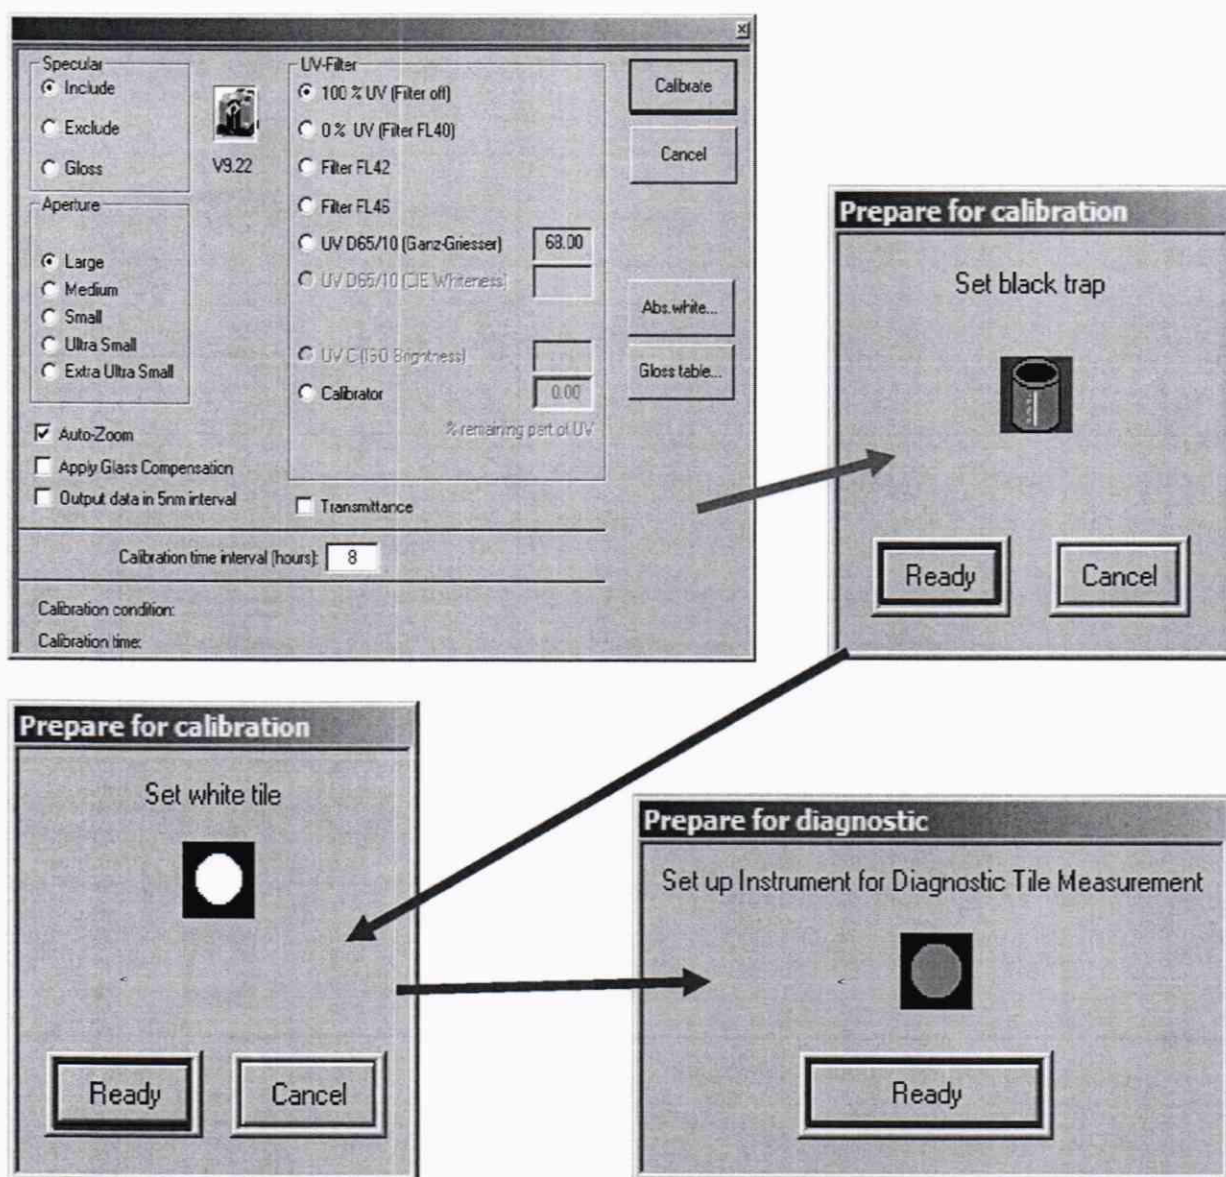 Specular
Include
Exclude
Gloss
V9.22
Aperture
Large
Medium
Small
Ultra Small
Extra Ultra Small
Auto-Zoom
Apply Glass Compensation
Output data in 5nm interval
UV-Filter
100 % UV (Filter off)
0 % UV (Filter FL40)
Filter FL42
Filter FL46
UV D65/10 (Ganz-Griesser) 68.00
UV D65/10 (CIE Whiteness)
UV C (ISO Brightness)
Calibrator 0.00
% remaining part of UV
Transmittance
Calibrate
Cancel
Abs.white...
Gloss table...
Calibration time interval (hours): 8
Calibration condition:
Calibration time:
Prepare for calibration
Set black trap
Ready Cancel
Prepare for calibration
Set white tile
Ready Cancel
Prepare for diagnostic
Set up Instrument for Diagnostic Tile Measurement
Ready